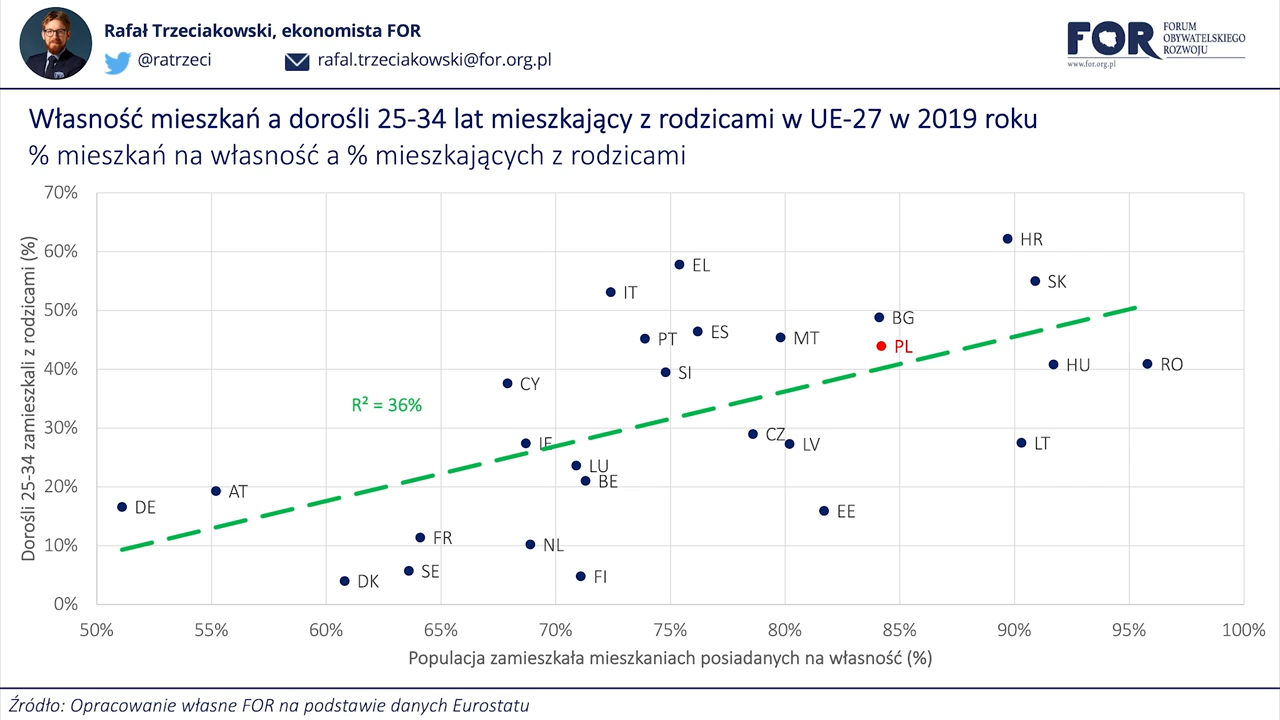 Rafał Trzeciakowski, ekonomista FOR
@ratrzeci
rafal.trzeciakowski@for.org.pl
FOR
FORUM
OBYWATELSKIEGO
ROZWOJU
www.for.org.pl
Własność mieszkań a dorośli 25-34 lat mieszkający z rodzicami w UE-27 w 2019 roku
% mieszkań na własność a % mieszkających z rodzicami
Dorośli 25-34 zamieszkali z rodzicami (%)
70%
60%
50%
40%
30%
20%
10%
0%
HR
EL
SK
IT
BG
ES
PT
MT
PL
SI
HU
RO
CY
R² = 36%
CZ
IE
LV
LT
LU
BE
AT
DE
EE
FR
NL
SE
FI
DK
50%
55%
60%
65%
70%
75%
80%
85%
90%
95%
100%
Populacja zamieszkała mieszkaniach posiadanych na własność (%)
Źródło: Opracowanie własne FOR na podstawie danych Eurostatu